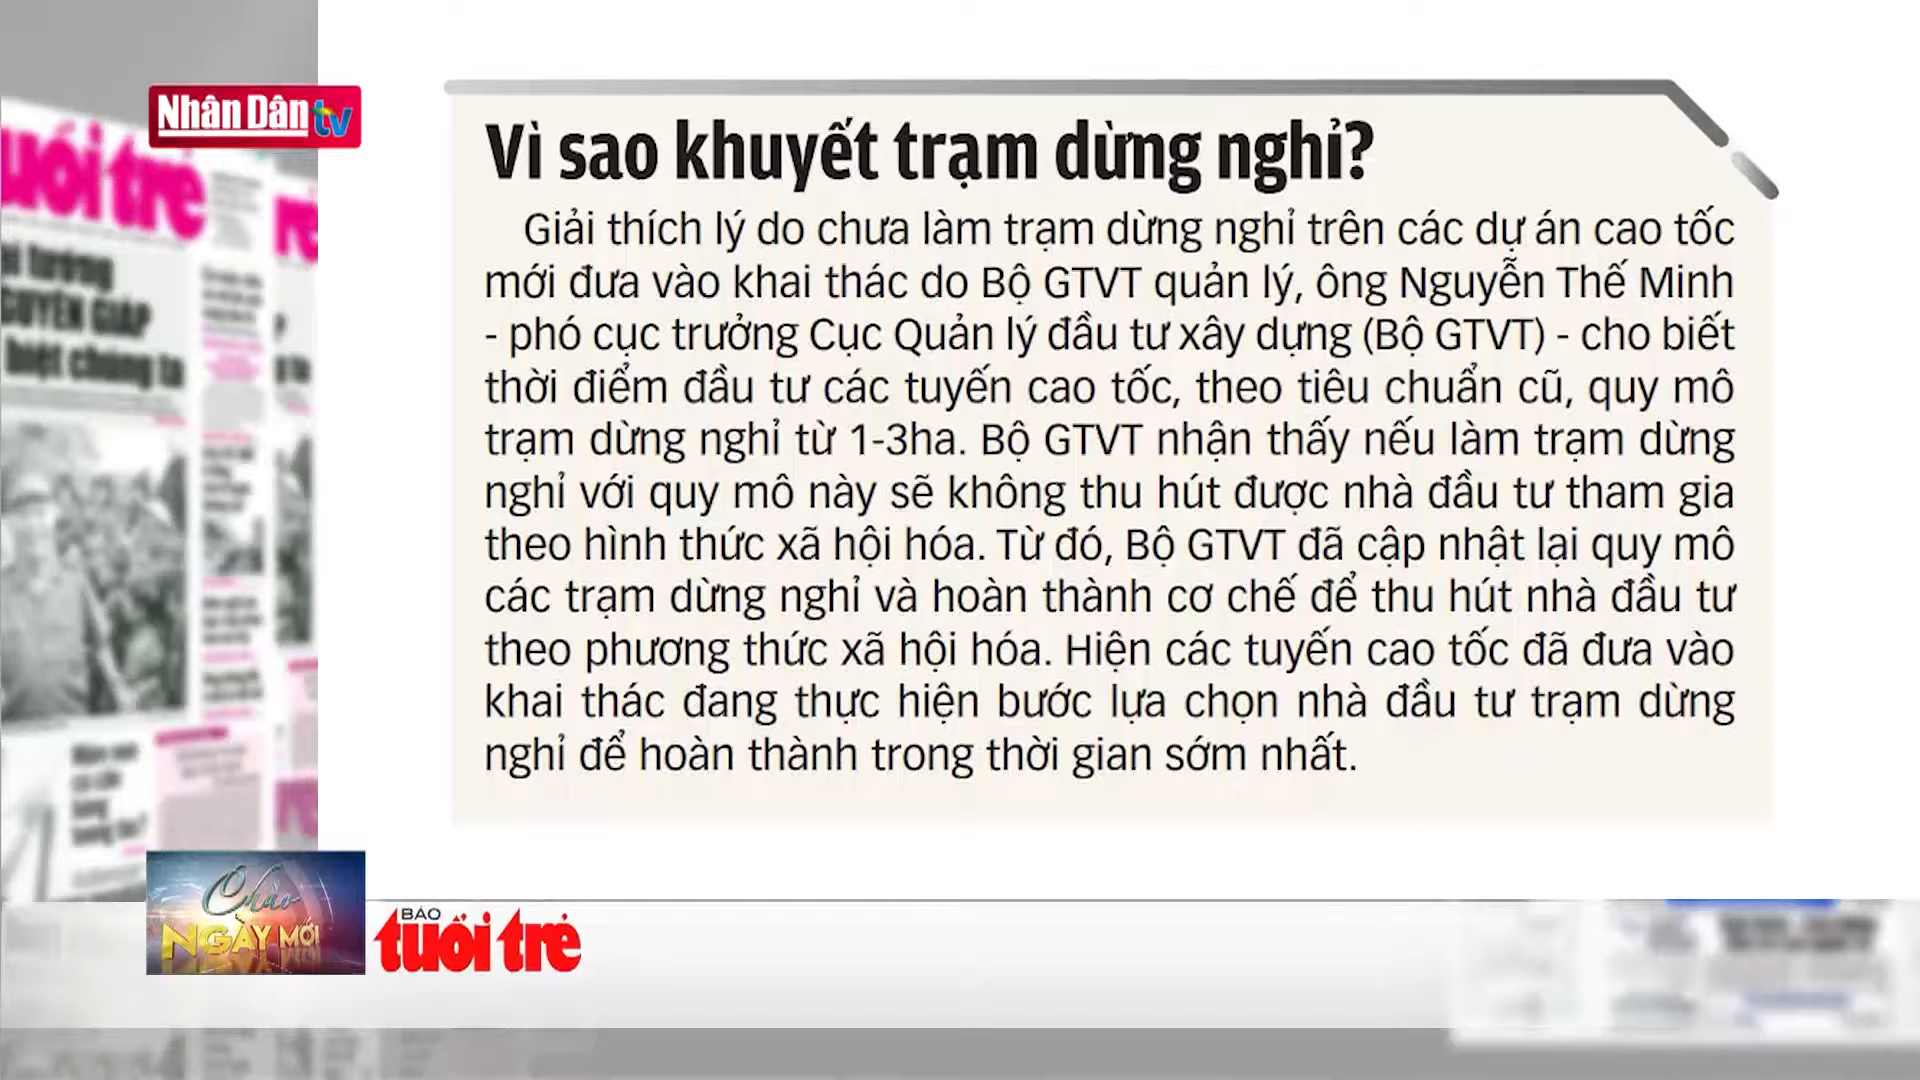 Nhân Dân tv
Vì sao khuyết trạm dừng nghỉ?
Giải thích lý do chưa làm trạm dừng nghỉ trên các dự án cao tốc
mới đưa vào khai thác do Bộ GTVT quản lý, ông Nguyễn Thế Minh
- phó cục trưởng Cục Quản lý đầu tư xây dựng (Bộ GTVT) - cho biết
thời điểm đầu tư các tuyến cao tốc, theo tiêu chuẩn cũ, quy mô
trạm dừng nghỉ từ 1-3ha. Bộ GTVT nhận thấy nếu làm trạm dừng
nghỉ với quy mô này sẽ không thu hút được nhà đầu tư tham gia
theo hình thức xã hội hóa. Từ đó, Bộ GTVT đã cập nhật lại quy mô
các trạm dừng nghỉ và hoàn thành cơ chế để thu hút nhà đầu tư
theo phương thức xã hội hóa. Hiện các tuyến cao tốc đã đưa vào
khai thác đang thực hiện bước lựa chọn nhà đầu tư trạm dừng
nghỉ để hoàn thành trong thời gian sớm nhất.
tuổi trẻ
biệt chúng ta
Chào
NGÀY MỚI
BÁO
tuổi trẻ